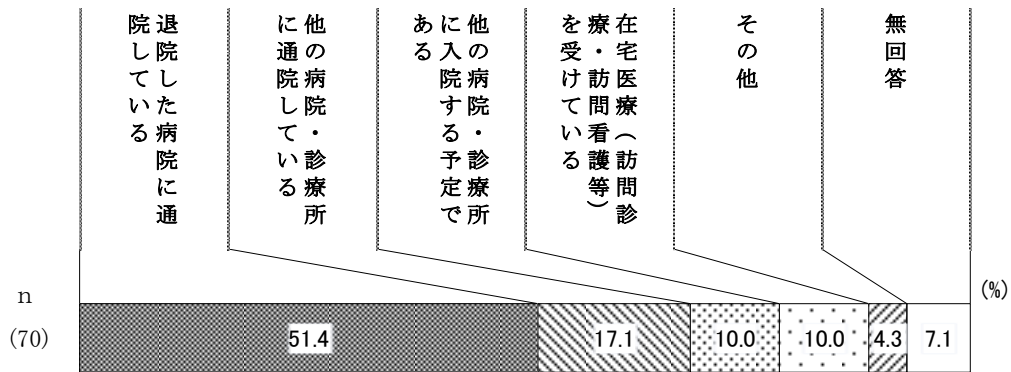 退院した病院に通
院している
他の病院・診療所
に通院している
他の病院・診療所
に入院する予定で
ある
在宅医療（訪問診
療・訪問看護等）
を受けている
その他
無回答
(%)
n
(70)
51.4
17.1
10.0
10.0
4.3
7.1